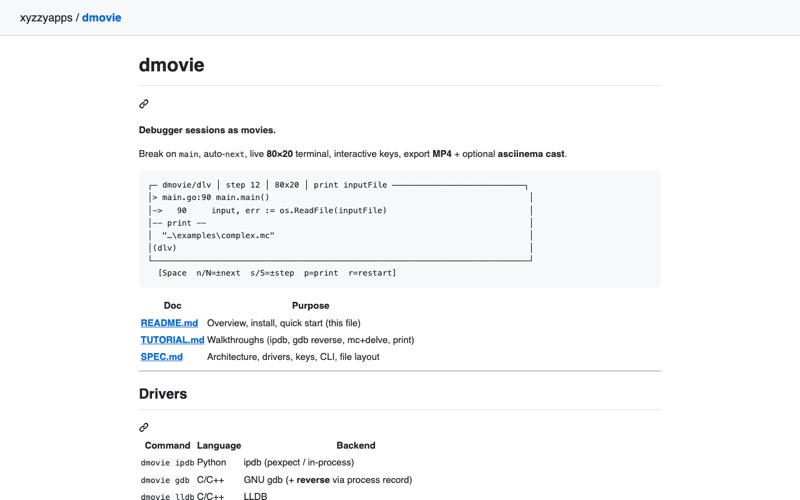 xyzzyapps / dmovie
dmovie
Debugger sessions as movies.
Break on main, auto-next, live 80×20 terminal, interactive keys, export MP4 + optional asciinema cast.
┌─ dmovie/dlv │ step 12 │ 80x20 │ print inputFile ────────────────────────────┐
│> main.go:90 main.main() │
│-> 90 input, err := os.ReadFile(inputFile) │
│-- print -- │
│ "…\examples\complex.mc" │
│(dlv) │
└──────────────────────────────────────────────────────────────────────────────┘
[Space n/N=±next s/S=±step p=print r=restart]
Doc Purpose
README.md Overview, install, quick start (this file)
TUTORIAL.md Walkthroughs (ipdb, gdb reverse, mc+delve, print)
SPEC.md Architecture, drivers, keys, CLI, file layout
Drivers
Command Language Backend
dmovie ipdb Python ipdb (pexpect / in-process)
dmovie gdb C/C++ GNU gdb (+ reverse via process record)
dmovie lldb C/C++ LLDB